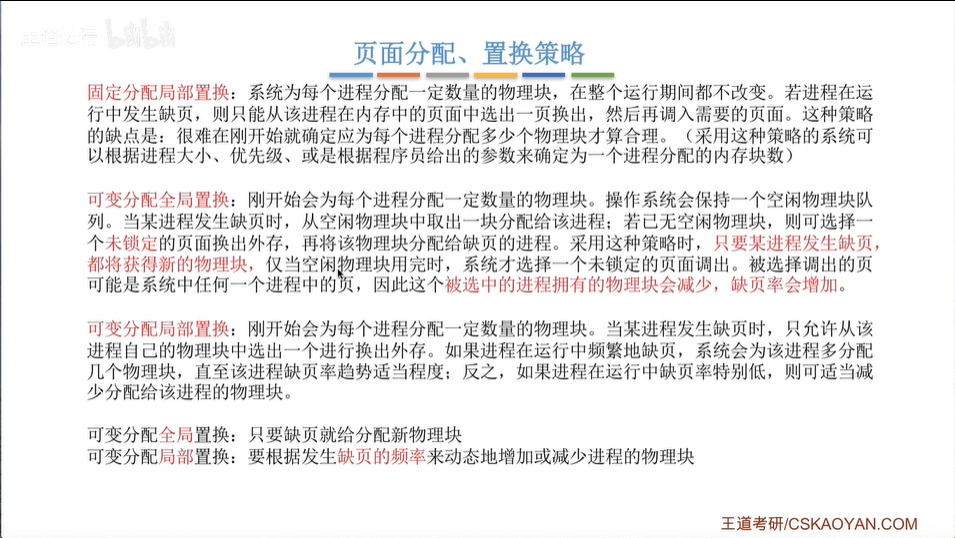 王道论坛 bilibili
页面分配、置换策略
固定分配局部置换：系统为每个进程分配一定数量的物理块，在整个运行期间都不改变。若进程在运
行中发生缺页，则只能从该进程在内存中的页面中选出一页换出，然后再调入需要的页面。这种策略
的缺点是：很难在刚开始就确定应为每个进程分配多少个物理块才算合理。（采用这种策略的系统可
以根据进程大小、优先级、或是根据程序员给出的参数来确定为一个进程分配的内存块数）
可变分配全局置换：刚开始会为每个进程分配一定数量的物理块。操作系统会保持一个空闲物理块队
列。当某进程发生缺页时，从空闲物理块中取出一块分配给该进程；若已无空闲物理块，则可选择一
个未锁定的页面换出外存，再将该物理块分配给缺页的进程。采用这种策略时，只要某进程发生缺页，
都将获得新的物理块，仅当空闲物理块用完时，系统才选择一个未锁定的页面调出。被选择调出的页
可能是系统中任何一个进程中的页，因此这个被选中的进程拥有的物理块会减少，缺页率会增加。
可变分配局部置换：刚开始会为每个进程分配一定数量的物理块。当某进程发生缺页时，只允许从该
进程自己的物理块中选出一个进行换出外存。如果进程在运行中频繁地缺页，系统会为该进程多分配
几个物理块，直至该进程缺页率趋势适当程度；反之，如果进程在运行中缺页率特别低，则可适当减
少分配给该进程的物理块。
可变分配全局置换：只要缺页就给分配新物理块
可变分配局部置换：要根据发生缺页的频率来动态地增加或减少进程的物理块
王道考研/CSKAOYAN.COM